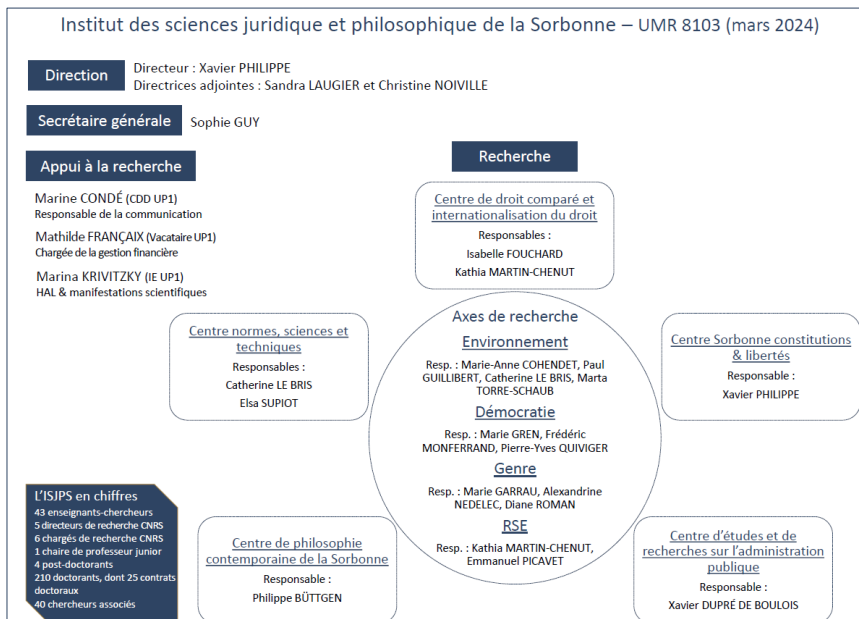 Institut des sciences juridique et philosophique de la Sorbonne – UMR 8103 (mars 2024)
Direction
Directeur : Xavier PHILIPPE
Directrices adjointes : Sandra LAUGIER et Christine NOIVILLE
Secrétaire générale
Sophie GUY
Appui à la recherche
Marine CONDÉ (CDD UP1)
Responsable de la communication
Mathilde FRANÇAIX (Vacataire UP1)
Chargée de la gestion financière
Marina KRIVITZKY (IE UP1)
HAL & manifestations scientifiques
Recherche
Centre de droit comparé et
internationalisation du droit
Responsables :
Isabelle FOUCHARD
Kathia MARTIN-CHENUT
Centre normes, sciences et
techniques
Responsables :
Catherine LE BRIS
Elsa SUPIOT
Axes de recherche
Environnement
Resp. : Marie-Anne COHENDET, Paul
GUILLIBERT, Catherine LE BRIS, Marta
TORRE-SCHAUB
Démocratie
Resp. : Marie GREN, Frédéric
MONFERRAND, Pierre-Yves QUIVIGER
Genre
Resp. : Marie GARRAU, Alexandrine
NEDELEC, Diane ROMAN
RSE
Resp. : Kathia MARTIN-CHENUT,
Emmanuel PICAVET
Centre Sorbonne constitutions
& libertés
Responsable :
Xavier PHILIPPE
L'ISJPS en chiffres
43 enseignants-chercheurs
5 directeurs de recherche CNRS
6 chargés de recherche CNRS
1 chaire de professeur junior
4 post-doctorants
210 doctorants, dont 25 contrats
doctoraux
40 chercheurs associés
Centre de philosophie
contemporaine de la Sorbonne
Responsable :
Philippe BÜTTGEN
Centre d'études et de
recherches sur l'administration
publique
Responsable :
Xavier DUPRÉ DE BOULOIS